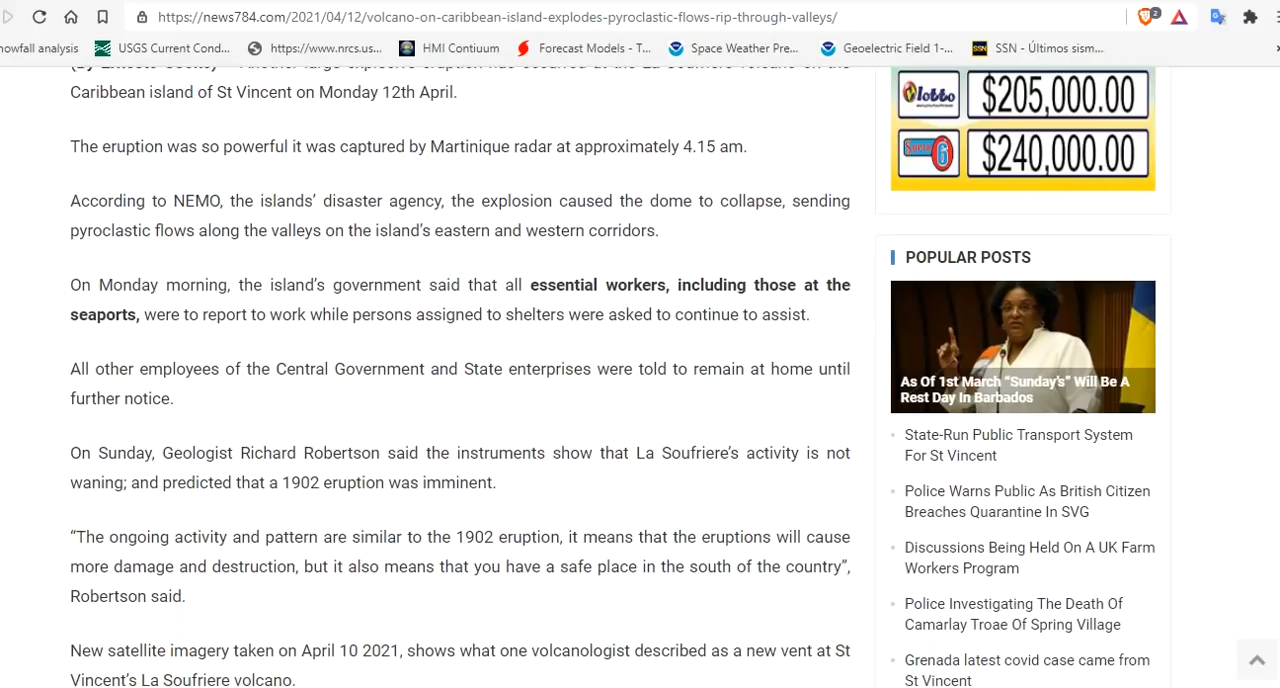 https://news784.com/2021/04/12/volcano-on-caribbean-island-explodes-pyroclastic-flows-rip-through-valleys/
2
nowfall analysis
USGS Current Cond...
https://www.nrcs.us...
HMI Contiuum
Forecast Models - T...
Space Weather Pre...
Geoelectric Field 1-...
SSN
SSN - Últimos sism...
Caribbean island of St Vincent on Monday 12th April.
The eruption was so powerful it was captured by Martinique radar at approximately 4.15 am.
According to NEMO, the islands’ disaster agency, the explosion caused the dome to collapse, sending
pyroclastic flows along the valleys on the island’s eastern and western corridors.
On Monday morning, the island’s government said that all essential workers, including those at the
seaports, were to report to work while persons assigned to shelters were asked to continue to assist.
All other employees of the Central Government and State enterprises were told to remain at home until
further notice.
On Sunday, Geologist Richard Robertson said the instruments show that La Soufriere’s activity is not
waning; and predicted that a 1902 eruption was imminent.
“The ongoing activity and pattern are similar to the 1902 eruption, it means that the eruptions will cause
more damage and destruction, but it also means that you have a safe place in the south of the country”,
Robertson said.
New satellite imagery taken on April 10 2021, shows what one volcanologist described as a new vent at St
Vincent’s La Soufriere volcano.
lotto
$205,000.00
Super 6
$240,000.00
POPULAR POSTS
As Of 1st March “Sunday’s” Will Be A
Rest Day In Barbados
State-Run Public Transport System
For St Vincent
Police Warns Public As British Citizen
Breaches Quarantine In SVG
Discussions Being Held On A UK Farm
Workers Program
Police Investigating The Death Of
Camarlay Troae Of Spring Village
Grenada latest covid case came from
St Vincent